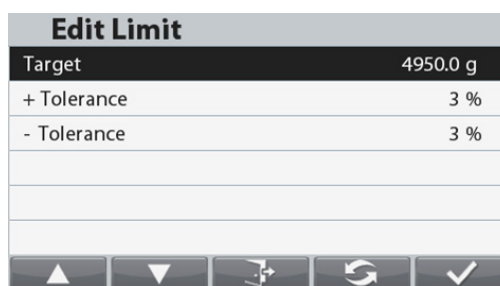 Edit Limit
Target 4950.0 g
+ Tolerance 3 %
- Tolerance 3 %